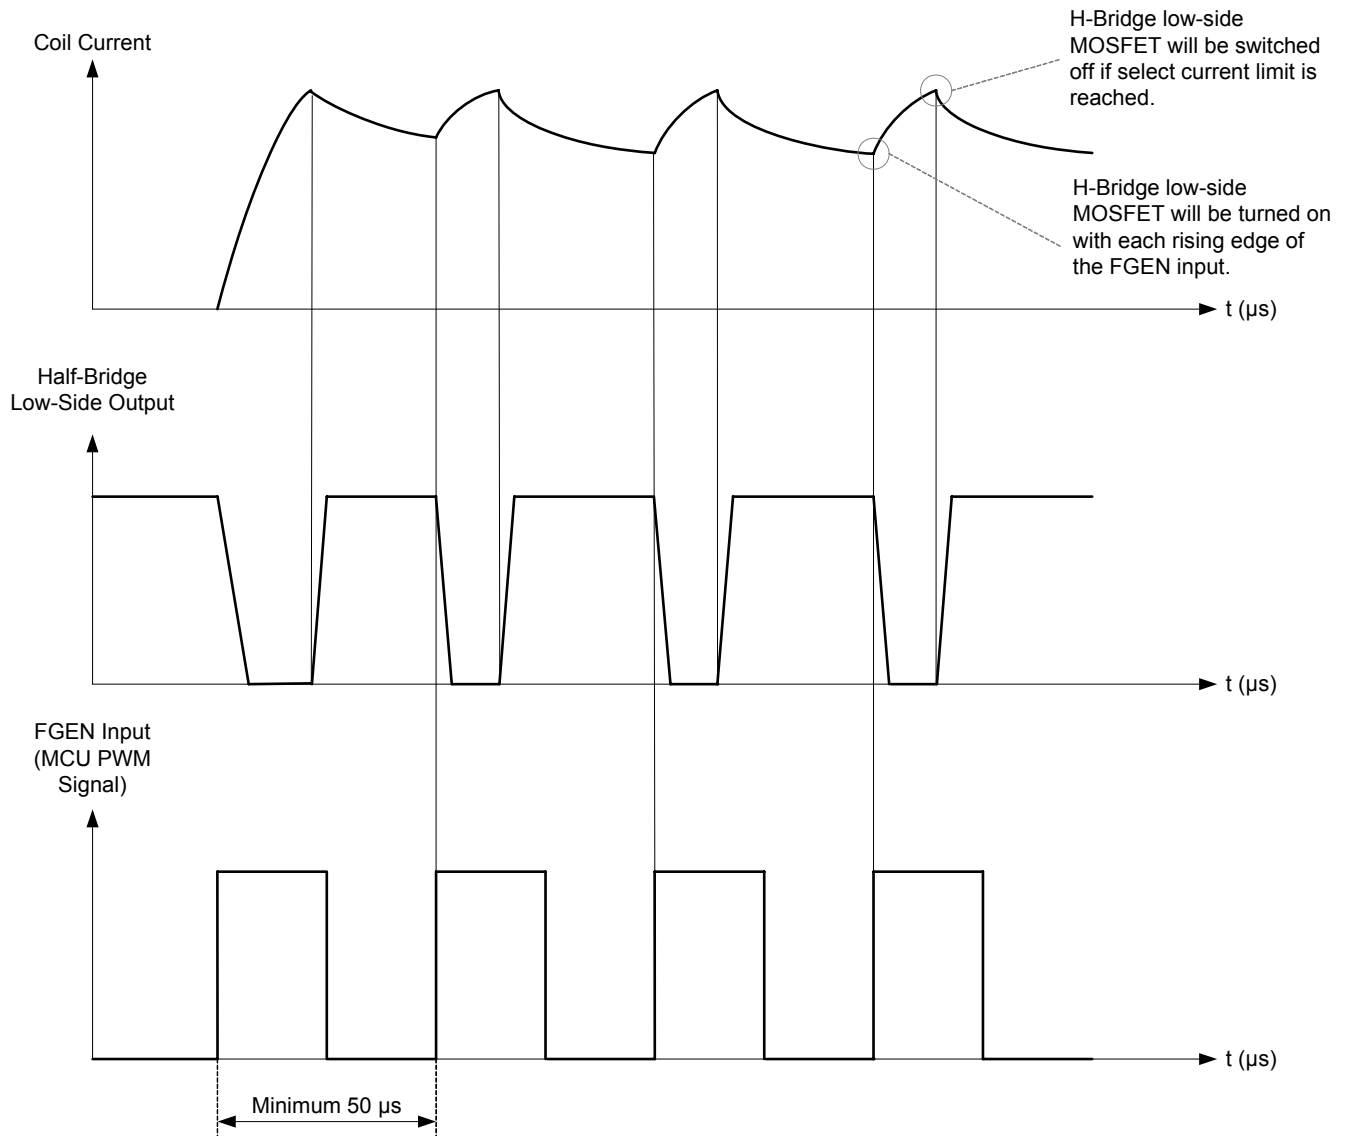 H-Bridge low-side
MOSFET will be switched
off if select current limit is
reached.
Coil Current
H-Bridge low-side
MOSFET will be turned on
with each rising edge of
the FGEN input.
t (µs)
Half-Bridge
Low-Side Output
t (µs)
FGEN Input
(MCU PWM
Signal)
t (µs)
Minimum 50 µs